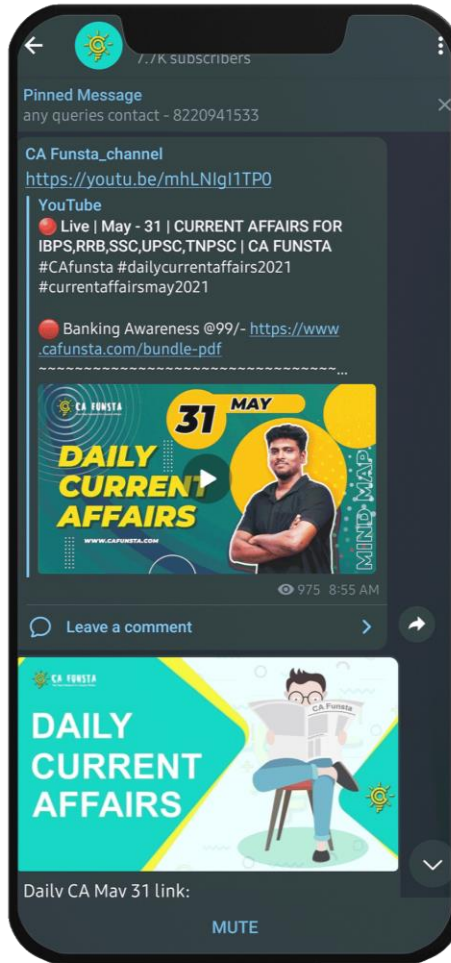 7.7K subscribers
Pinned Message
any queries contact - 8220941533
CA Funsta_channel
https://youtu.be/mhLNIgI1TP0
YouTube
🔴 Live | May - 31 | CURRENT AFFAIRS FOR
IBPS,RRB,SSC,UPSC,TNPSC | CA FUNSTA
#CAfunsta #dailycurrentaffairs2021
#currentaffairsmay2021
🔴 Banking Awareness @99/- https://www
.cafunsta.com/bundle-pdf
~~~~~~~~~~~~~~~~~~~~~~~~~~~~~~~~~...
CA FUNSTA
31 MAY
DAILY
CURRENT
AFFAIRS
WWW.CAFUNSTA.COM
MIND MAP
975 8:55 AM
Leave a comment
CA FUNSTA
CA Funsta
DAILY
CURRENT
AFFAIRS
Daily CA May 31 link:
MUTE